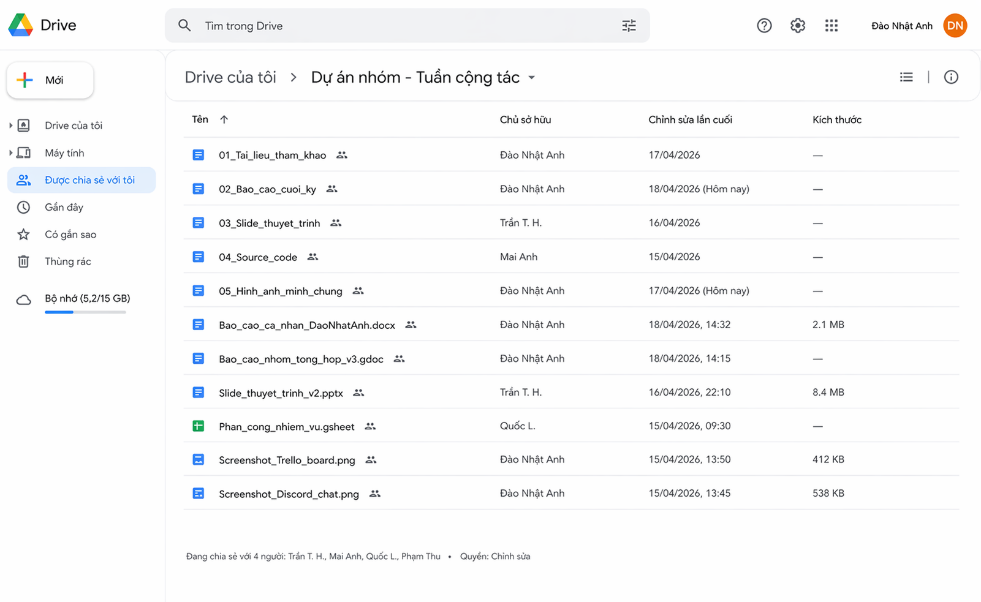 Drive
Tìm trong Drive
Đào Nhật Anh
DN
Mới
Drive của tôi
Máy tính
Được chia sẻ với tôi
Gần đây
Có gắn sao
Thùng rác
Bộ nhớ (5,2/15 GB)
Drive của tôi > Dự án nhóm - Tuần cộng tác
Tên Chủ sở hữu Chỉnh sửa lần cuối Kích thước
01_Tai_lieu_tham_khao Đào Nhật Anh 17/04/2026 —
02_Bao_cao_cuoi_ky Đào Nhật Anh 18/04/2026 (Hôm nay) —
03_Slide_thuyet_trinh Trần T. H. 16/04/2026 —
04_Source_code Mai Anh 15/04/2026 —
05_Hinh_anh_minh_chung Đào Nhật Anh 17/04/2026 (Hôm nay) —
Bao_cao_ca_nhan_DaoNhatAnh.docx Đào Nhật Anh 18/04/2026, 14:32 2.1 MB
Bao_cao_nhom_tong_hop_v3.gdoc Đào Nhật Anh 18/04/2026, 14:15 —
Slide_thuyet_trinh_v2.pptx Trần T. H. 16/04/2026, 22:10 8.4 MB
Phan_cong_nhiem_vu.gsheet Quốc L. 15/04/2026, 09:30 —
Screenshot_Trello_board.png Đào Nhật Anh 15/04/2026, 13:50 412 KB
Screenshot_Discord_chat.png Đào Nhật Anh 15/04/2026, 13:45 538 KB
Đang chia sẻ với 4 người: Trần T. H., Mai Anh, Quốc L., Phạm Thu • Quyền: Chỉnh sửa